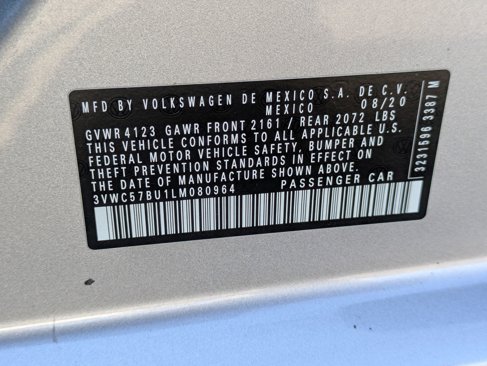 MFD BY VOLKSWAGEN DE MEXICO S.A. DE C.V.
MEXICO 08/20
GVWR 4123 GAWR FRONT 2161 / REAR 2072 LBS
THIS VEHICLE CONFORMS TO ALL APPLICABLE U.S.
FEDERAL MOTOR VEHICLE SAFETY, BUMPER AND
THEFT PREVENTION STANDARDS IN EFFECT ON
THE DATE OF MANUFACTURE SHOWN ABOVE.
3VWC57BU1LM080964 PASSENGER CAR
3231596 3387 M